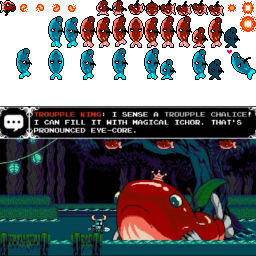 TROUPPLE KING: I SENSE A TROUPPLE CHALICE!
I CAN FILL IT WITH MAGICAL ICHOR. THAT'S
PRONOUNCED EYE-CORE.